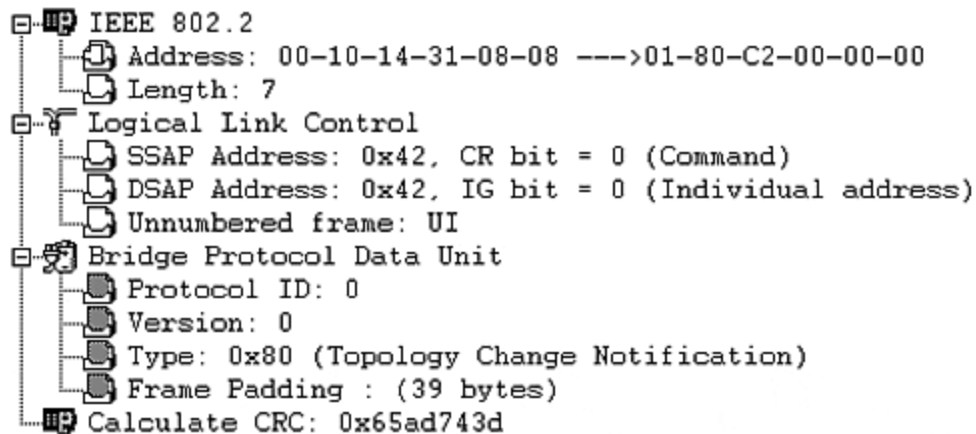 IEEE 802.2
Address: 00-10-14-31-08-08 --->01-80-C2-00-00-00
Length: 7
Logical Link Control
SSAP Address: 0x42, CR bit = 0 (Command)
DSAP Address: 0x42, IG bit = 0 (Individual address)
Unnumbered frame: UI
Bridge Protocol Data Unit
Protocol ID: 0
Version: 0
Type: 0x80 (Topology Change Notification)
Frame Padding : (39 bytes)
Calculate CRC: 0x65ad743d